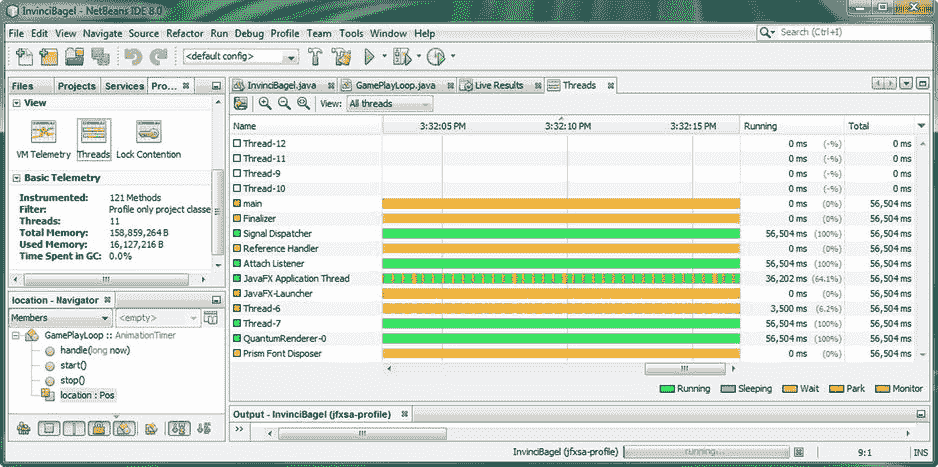 InvinciBagel - NetBeans IDE 8.0
File Edit View Navigate Source Refactor Run Debug Profile Team Tools Window Help
Search (Ctrl+I)
<default config>
Files Projects Services Pro...
InvinciBagel.java GamePlayLoop.java Live Results Threads
View
View: All threads
VM Telemetry Threads Lock Contention
Name 3:32:05 PM 3:32:10 PM 3:32:15 PM Running Total
Thread-12 0 ms (-%) 0 ms
Thread-11 0 ms (-%) 0 ms
Thread-9 0 ms (-%) 0 ms
Thread-10 0 ms (-%) 0 ms
main 0 ms (0%) 56,504 ms
Finalizer 0 ms (0%) 56,504 ms
Signal Dispatcher 56,504 ms (100%) 56,504 ms
Reference Handler 0 ms (0%) 56,504 ms
Attach Listener 56,504 ms (100%) 56,504 ms
JavaFX Application Thread 36,202 ms (64.1%) 56,504 ms
JavaFX-Launcher 0 ms (0%) 56,504 ms
Thread-6 3,500 ms (6.2%) 56,504 ms
Thread-7 56,504 ms (100%) 56,504 ms
QuantumRenderer-0 56,504 ms (100%) 56,504 ms
Prism Font Disposer 0 ms (0%) 56,504 ms
Running Sleeping Wait Park Monitor
Basic Telemetry
Instrumented: 121 Methods
Filter: Profile only project classe
Threads: 11
Total Memory: 158,859,264 B
Used Memory: 16,127,216 B
Time Spent in GC: 0.0%
location - Navigator
Members <empty>
GamePlayLoop :: AnimationTimer
handle(long now)
start()
stop()
location : Pos
Output - InvinciBagel (jfxsa-profile)
InvinciBagel (jfxsa-profile) running... 9:1 INS